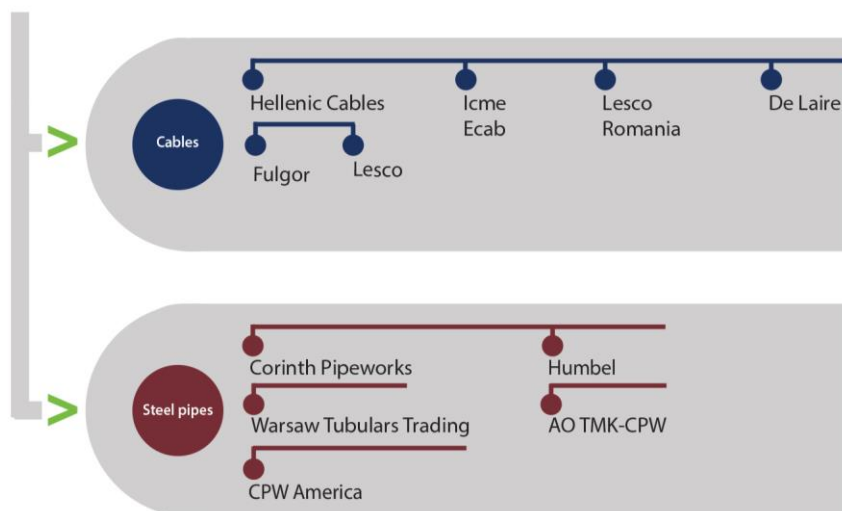 Cables
Hellenic Cables
Icme
Ecab
Lesco
Romania
De Laire
Fulgor
Lesco
Steel pipes
Corinth Pipeworks
Humbel
Warsaw Tubulars Trading
AO TMK-CPW
CPW America